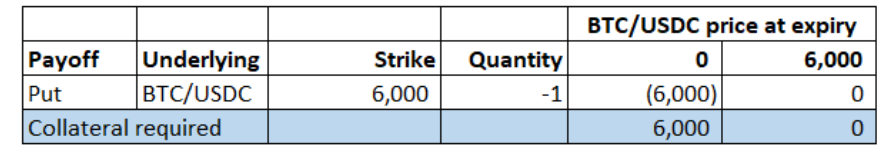 BTC/USDC price at expiry
Payoff Underlying Strike Quantity 0 6,000
Put BTC/USDC 6,000 -1 (6,000) 0
Collateral required 6,000 0